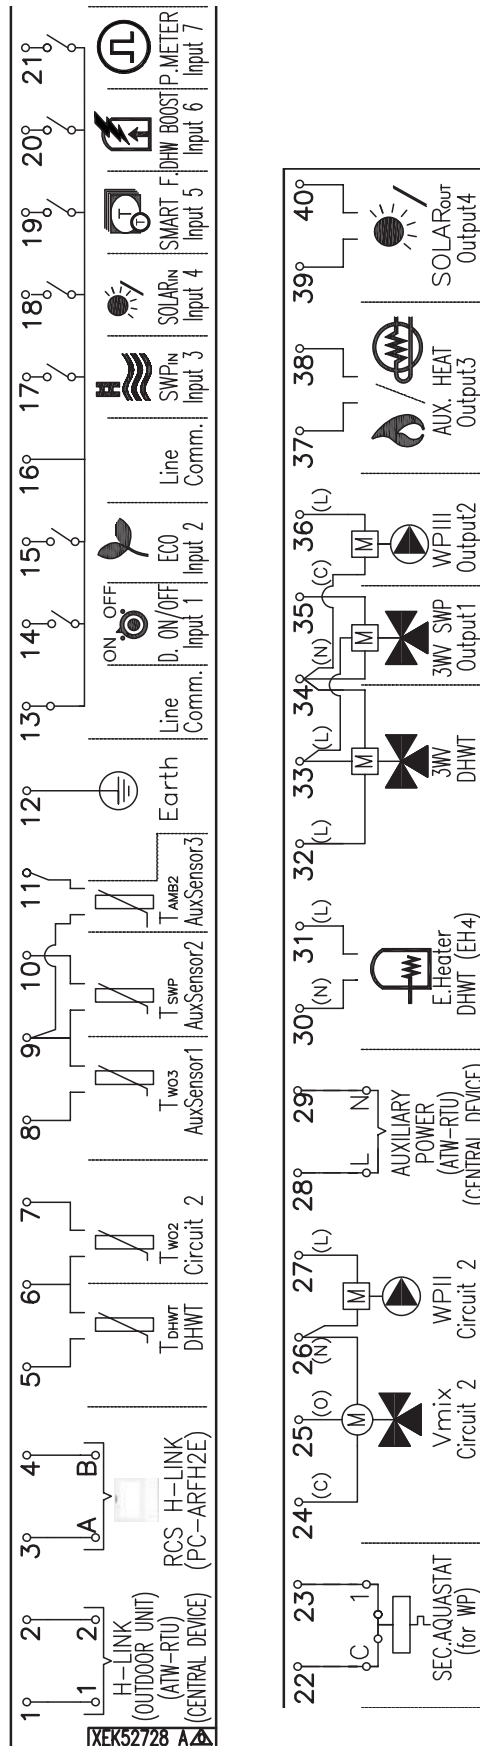 1 2 3 4 5 6 7 8 9 10 11 12 13 14 15 16 17 18 19 20 21
1 2
H-LINK
(OUTDOOR UNIT)
(ATW-RTU)
(CENTRAL DEVICE)
A B
RCS H-LINK
(PC-ARFH2E)
TDHWT
DHWT
TWO2
Circuit 2
TWO3
AuxSensor1
TSWP
AuxSensor2
TAMB2
AuxSensor3
Earth
Line
Comm.
ON OFF
D. ON/OFF
Input 1
ECO
Input 2
Line
Comm.
SWPIN
Input 3
SOLARIN
Input 4
T
T
SMART F.
Input 5
DHW BOOST
Input 6
P.METER
Input 7
XEK52728 A
22 23 24 25 26 27 28 29 30 31 32 33 34 35 36 37 38 39 40
C 1
SEC.AQUASTAT
(for WP)
(C) (O) (N) (L)
M
Vmix
Circuit 2
M
WPII
Circuit 2
L N
AUXILIARY
POWER
(ATW-RTU)
(CENTRAL DEVICE)
(N) (L)
E.Heater
DHWT (EH4)
(L) (L) (N) (C) (L)
M
3WV
DHWT
M
3WV SWP
Output1
M
WPIII
Output2
AUX. HEAT
Output3
SOLAROUT
Output4